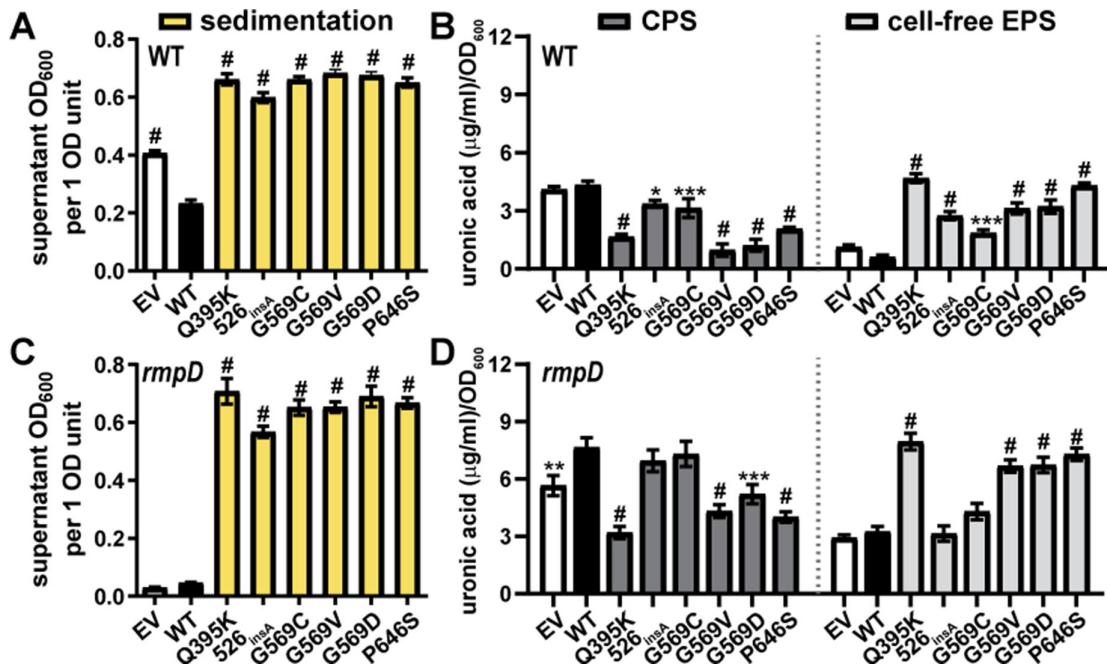 A
sedimentation
WT
supernatant OD600
per 1 OD unit
0.8
0.6
0.4
0.2
0.0
#
#
#
#
#
#
#
EV
WT
Q395K
526insA
G569C
G569V
G569D
P646S
B
CPS
cell-free EPS
WT
uronic acid (µg/ml)/OD600
12
9
6
3
0
#
*
***
#
#
#
#
#
***
#
#
#
EV
WT
Q395K
526insA
G569C
G569V
G569D
P646S
EV
WT
Q395K
526insA
G569C
G569V
G569D
P646S
C
rmpD
supernatant OD600
per 1 OD unit
0.8
0.6
0.4
0.2
0.0
#
#
#
#
#
#
EV
WT
Q395K
526insA
G569C
G569V
G569D
P646S
D
rmpD
uronic acid (µg/ml)/OD600
12
9
6
3
0
**
#
#
***
#
#
#
#
#
EV
WT
Q395K
526insA
G569C
G569V
G569D
P646S
EV
WT
Q395K
526insA
G569C
G569V
G569D
P646S